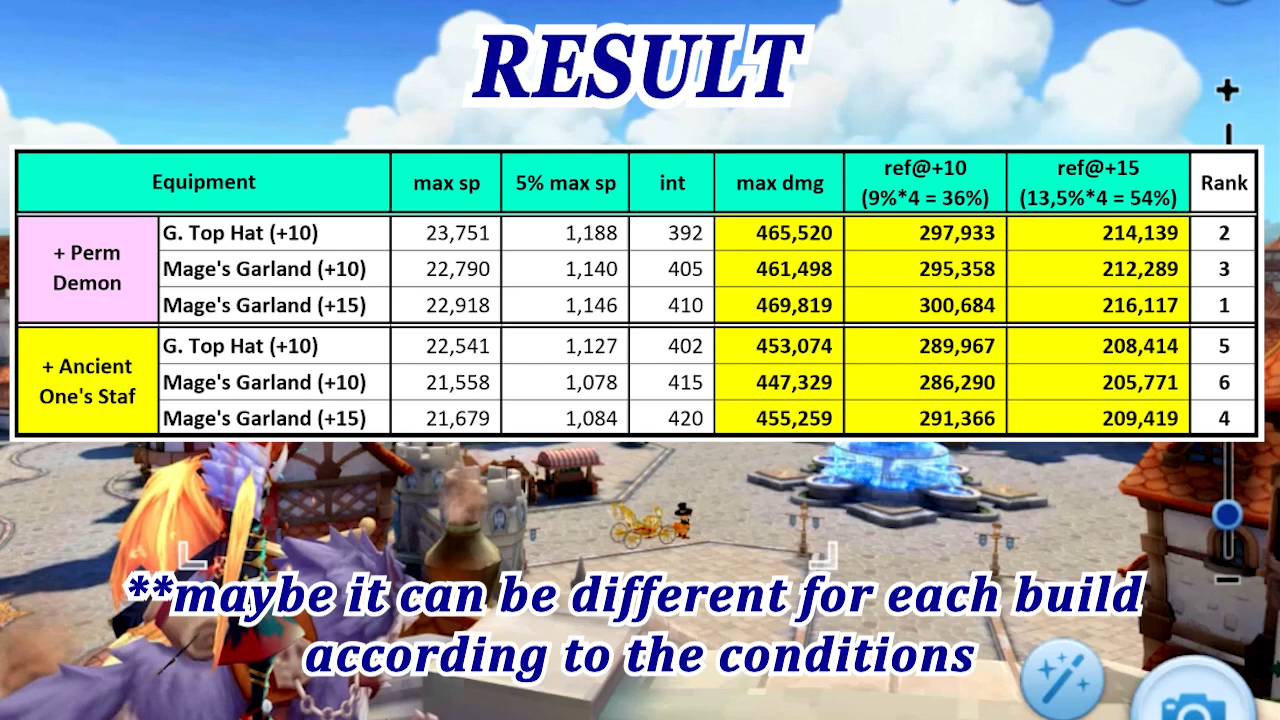 RESULT
Equipment max sp 5% max sp int max dmg ref@+10 (9%*4 = 36%) ref@+15 (13,5%*4 = 54%) Rank
+ Perm Demon
G. Top Hat (+10) 23,751 1,188 392 465,520 297,933 214,139 2
Mage's Garland (+10) 22,790 1,140 405 461,498 295,358 212,289 3
Mage's Garland (+15) 22,918 1,146 410 469,819 300,684 216,117 1
+ Ancient One's Staf
G. Top Hat (+10) 22,541 1,127 402 453,074 289,967 208,414 5
Mage's Garland (+10) 21,558 1,078 415 447,329 286,290 205,771 6
Mage's Garland (+15) 21,679 1,084 420 455,259 291,366 209,419 4
**maybe it can be different for each build
according to the conditions